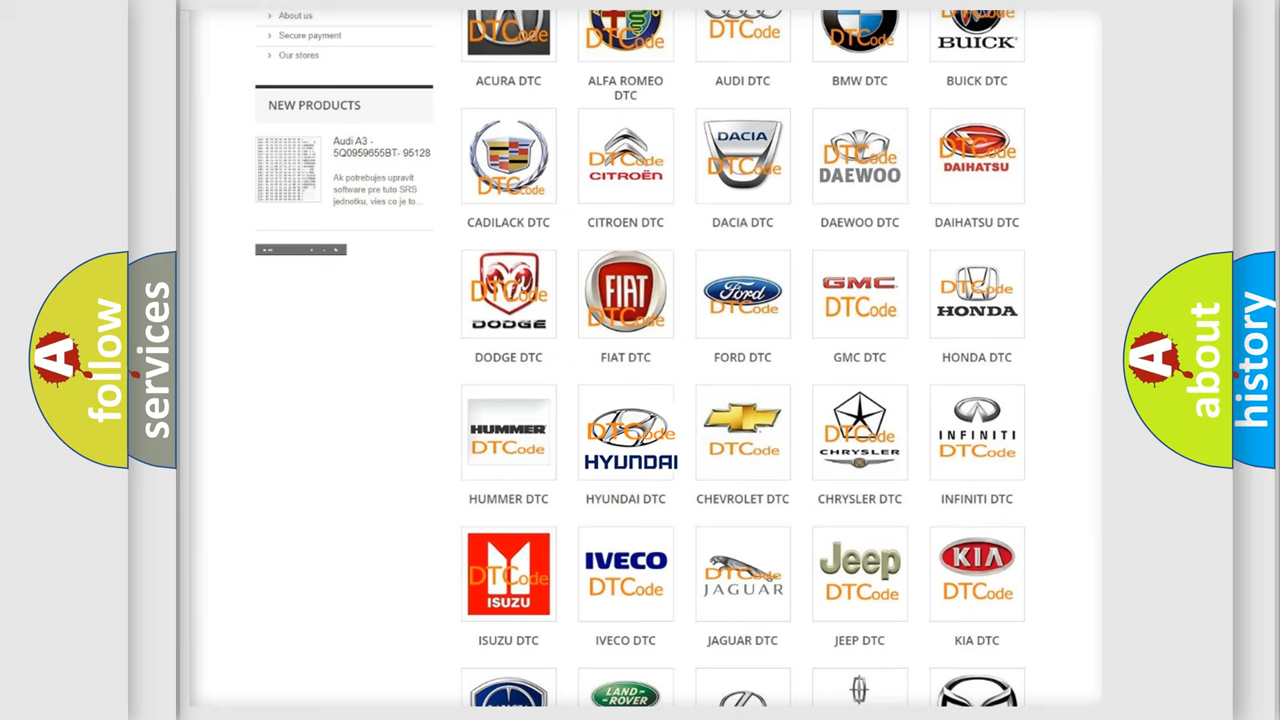 About us
Secure payment
Our stores
NEW PRODUCTS
Audi A3 -
5Q0959655BT- 95128
Ak potrebujes upravit
software pre tuto SRS
jednotku, vies co je to...
DTCode
DTCode
DTCode
DTCode
BUICK
ACURA DTC
ALFA ROMEO
DTC
AUDI DTC
BMW DTC
BUICK DTC
DTCode
DTCode
CITROËN
DACIA
DTCode
DTCode
DAEWOO
DTCode
DAIHATSU
CADILACK DTC
CITROEN DTC
DACIA DTC
DAEWOO DTC
DAIHATSU DTC
DTCode
DODGE
FIAT
DTCode
Ford
DTCode
GMC
DTCode
DTCode
HONDA
DODGE DTC
FIAT DTC
FORD DTC
GMC DTC
HONDA DTC
HUMMER
DTCode
DTCode
HYUNDAI
DTCode
DTCode
CHRYSLER
INFINITI
DTCode
HUMMER DTC
HYUNDAI DTC
CHEVROLET DTC
CHRYSLER DTC
INFINITI DTC
DTCode
ISUZU
IVECO
DTCode
DTCode
JAGUAR
Jeep
DTCode
KIA
DTCode
ISUZU DTC
IVECO DTC
JAGUAR DTC
JEEP DTC
KIA DTC
LAND-
ROVER
A
follow
services
A
about
history